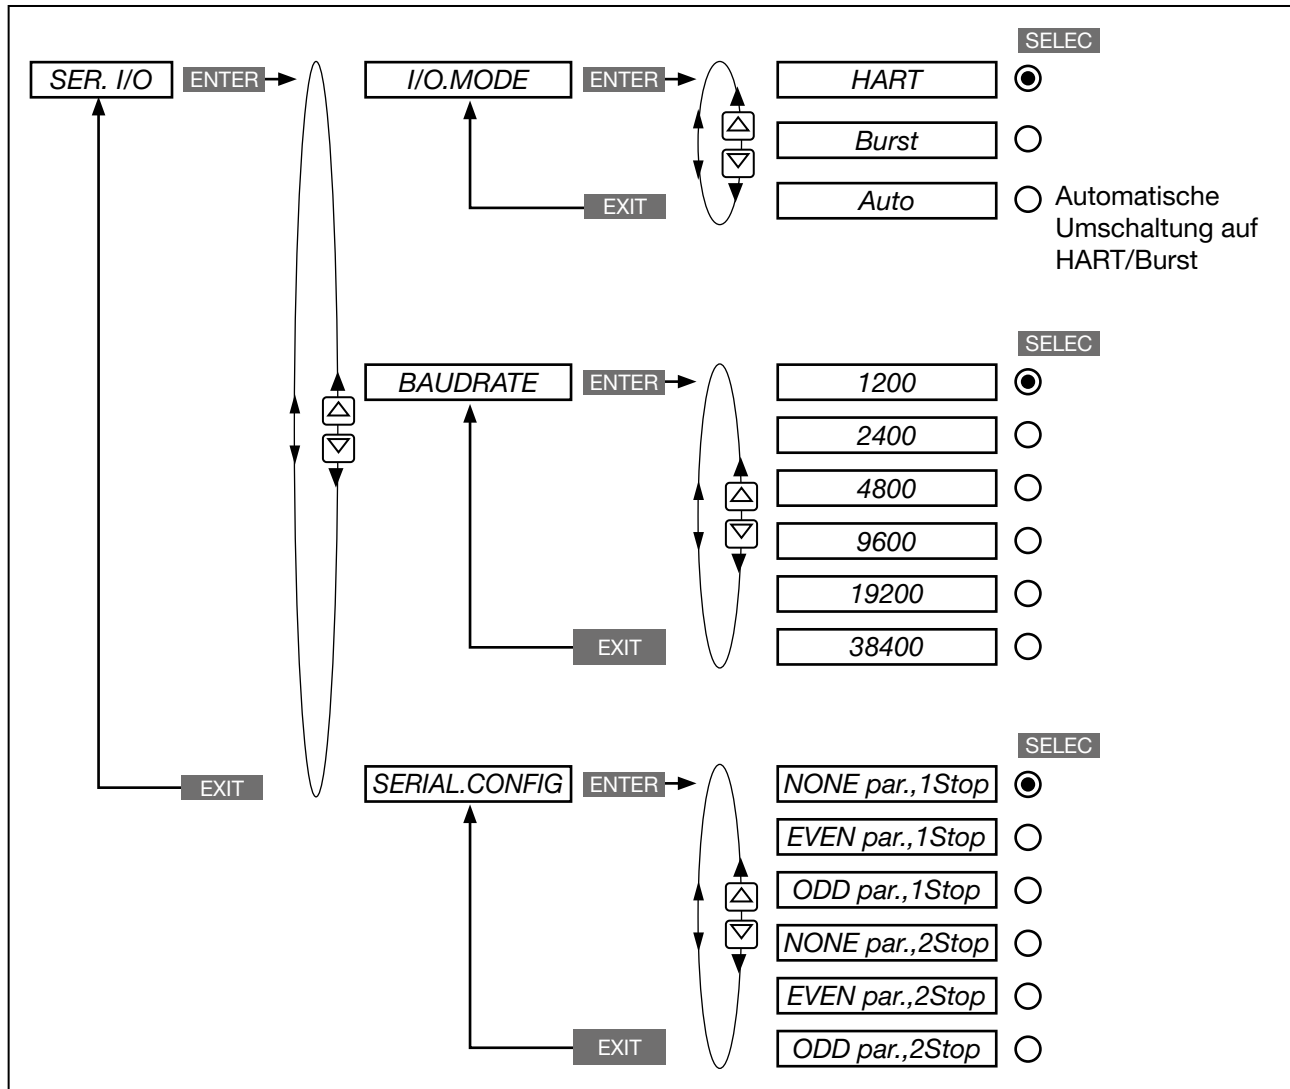 SELEC
SER. I/O ENTER I/O.MODE ENTER HART
Burst
EXIT Auto Automatische
Umschaltung auf
HART/Burst
SELEC
BAUDRATE ENTER 1200
2400
4800
9600
19200
EXIT 38400
SELEC
EXIT SERIAL.CONFIG ENTER NONE par.,1Stop
EVEN par.,1Stop
ODD par.,1Stop
NONE par.,2Stop
EVEN par.,2Stop
EXIT ODD par.,2Stop